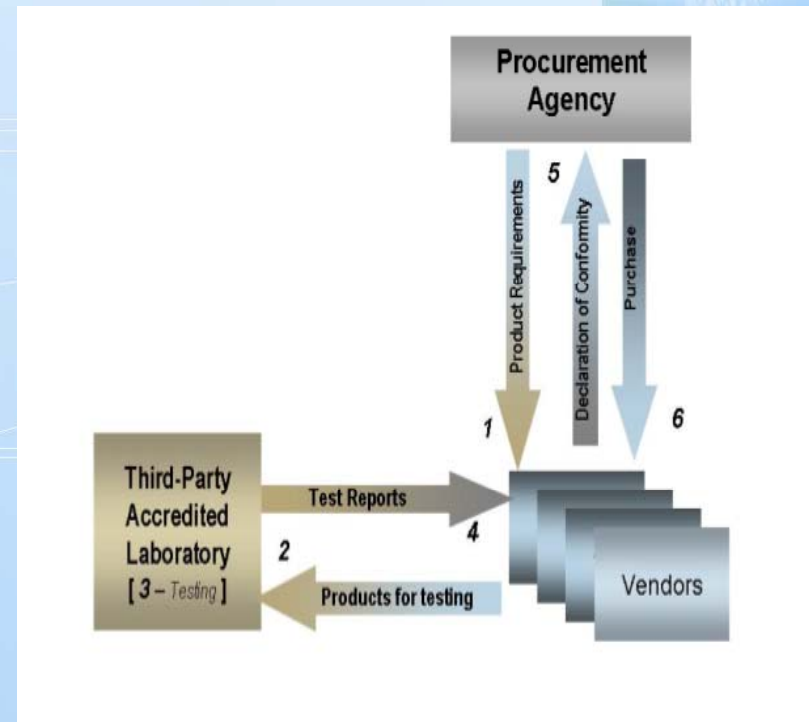 Procurement
Agency
Product Requirements
5
Declaration of Conformity
Purchase
1
6
Third-Party
Accredited
Laboratory
[ 3 – Testing ]
Test Reports
4
2
Products for testing
Vendors